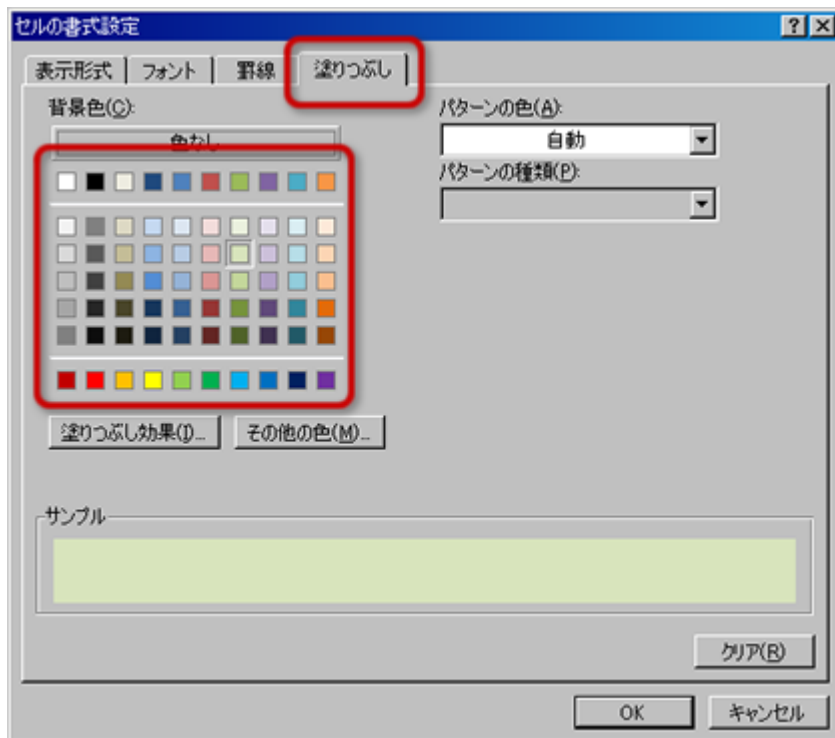 セルの書式設定
表示形式 フォント 罫線 塗りつぶし
背景色(C):
色なし
パターンの色(A):
自動
パターンの種類(P):
塗りつぶし効果(I)... その他の色(M)...
サンプル
クリア(R)
OK キャンセル